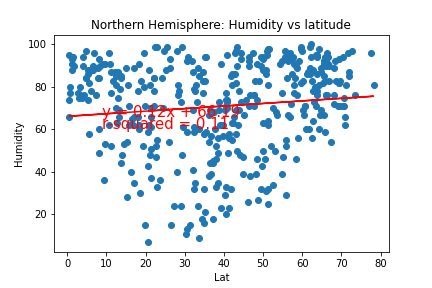 Northern Hemisphere: Humidity vs latitude
100
80
60
40
20
Humidity
y =
r-squared =
0 10 20 30 40 50 60 70 80
Lat